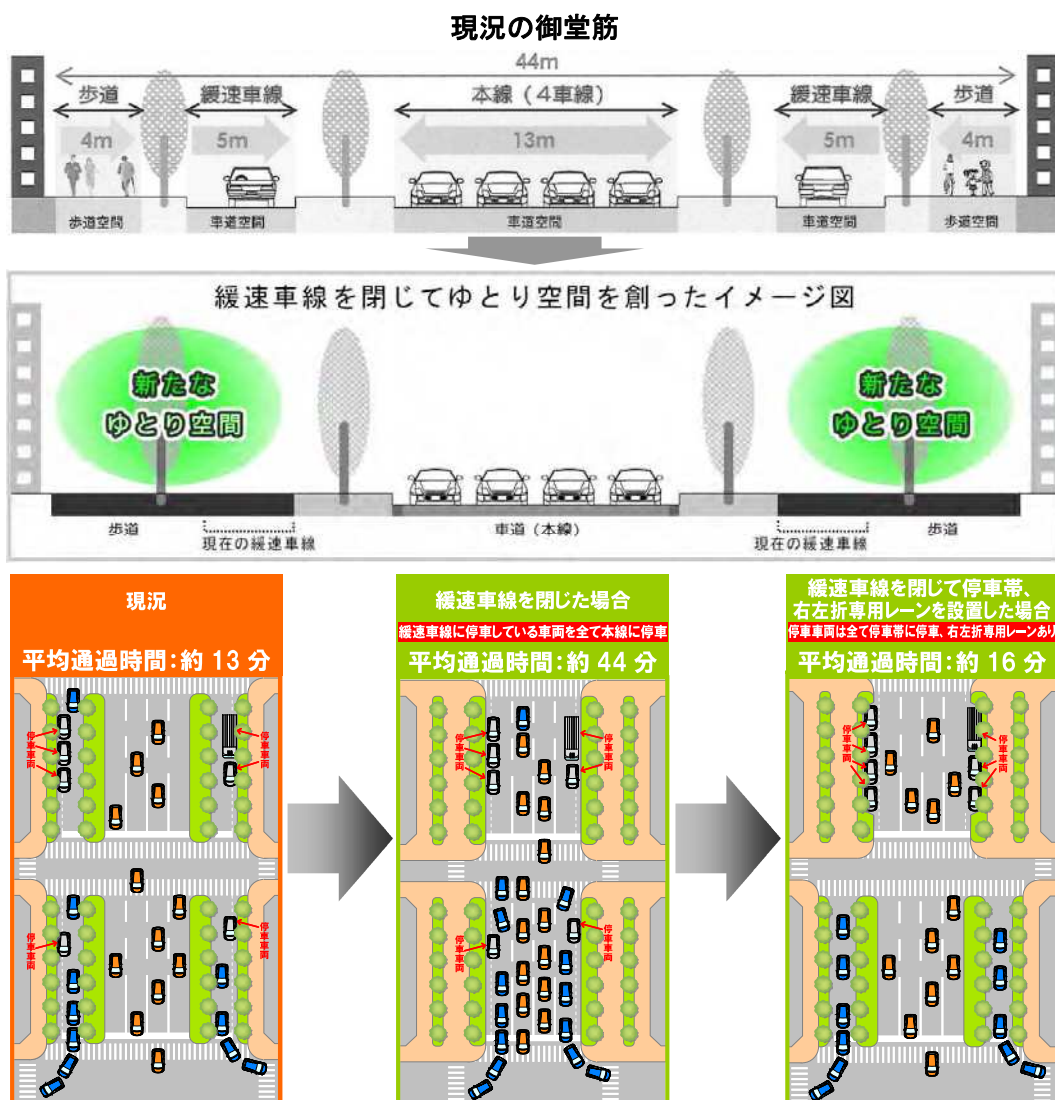 現況の御堂筋
44m
歩道
緩速車線
本線（4車線）
緩速車線
歩道
4m
5m
13m
5m
4m
歩道空間
車道空間
車道空間
車道空間
歩道空間
緩速車線を閉じてゆとり空間を創ったイメージ図
新たな
ゆとり空間
新たな
ゆとり空間
歩道
現在の緩速車線
車道（本線）
現在の緩速車線
歩道
現況
平均通過時間：約 13 分
停車車両
停車車両
停車車両
停車車両
緩速車線を閉じた場合
緩速車線に停車している車両を全て本線に停車
平均通過時間：約 44 分
停車車両
停車車両
停車車両
停車車両
緩速車線を閉じて停車帯、
右左折専用レーンを設置した場合
停車車両は全て停車帯に停車、右左折専用レーンあり
平均通過時間：約 16 分
停車車両
停車車両